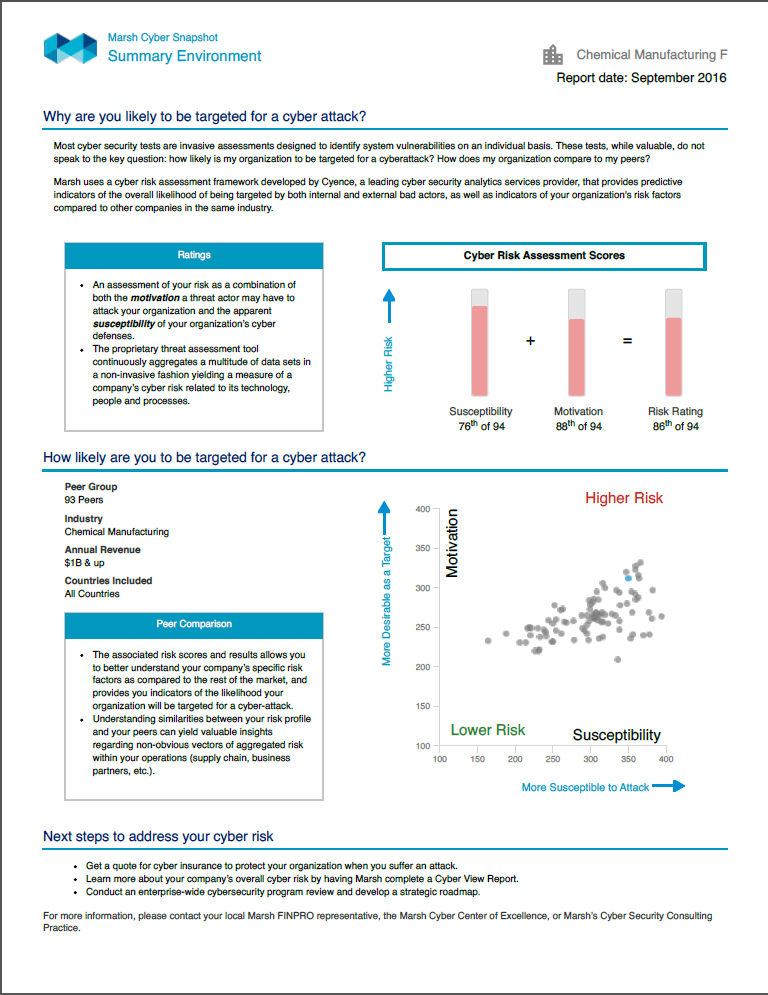 Marsh Cyber Snapshot
Summary Environment
Chemical Manufacturing F
Report date: September 2016
Why are you likely to be targeted for a cyber attack?
Most cyber security tests are invasive assessments designed to identify system vulnerabilities on an individual basis. These tests, while valuable, do not
speak to the key question: how likely is my organization to be targeted for a cyberattack? How does my organization compare to my peers?
Marsh uses a cyber risk assessment framework developed by Cyence, a leading cyber security analytics services provider, that provides predictive
indicators of the overall likelihood of being targeted by both internal and external bad actors, as well as indicators of your organization's risk factors
compared to other companies in the same industry.
Ratings
• An assessment of your risk as a combination of
both the motivation a threat actor may have to
attack your organization and the apparent
susceptibility of your organization's cyber
defenses.
• The proprietary threat assessment tool
continuously aggregates a multitude of data sets in
a non-invasive fashion yielding a measure of a
company's cyber risk related to its technology,
people and processes.
Cyber Risk Assessment Scores
Higher Risk
+
=
Susceptibility
76th of 94
Motivation
88th of 94
Risk Rating
86th of 94
How likely are you to be targeted for a cyber attack?
Peer Group
93 Peers
Industry
Chemical Manufacturing
Annual Revenue
$1B & up
Countries Included
All Countries
Peer Comparison
• The associated risk scores and results allows you
to better understand your company's specific risk
factors as compared to the rest of the market, and
provides you indicators of the likelihood your
organization will be targeted for a cyber-attack.
• Understanding similarities between your risk profile
and your peers can yield valuable insights
regarding non-obvious vectors of aggregated risk
within your operations (supply chain, business
partners, etc.).
More Desirable as a Target
Motivation
Higher Risk
400
350
300
250
200
150
100
Lower Risk
Susceptibility
100 150 200 250 300 350 400
More Susceptible to Attack
Next steps to address your cyber risk
• Get a quote for cyber insurance to protect your organization when you suffer an attack.
• Learn more about your company's overall cyber risk by having Marsh complete a Cyber View Report.
• Conduct an enterprise-wide cybersecurity program review and develop a strategic roadmap.
For more information, please contact your local Marsh FINPRO representative, the Marsh Cyber Center of Excellence, or Marsh's Cyber Security Consulting
Practice.